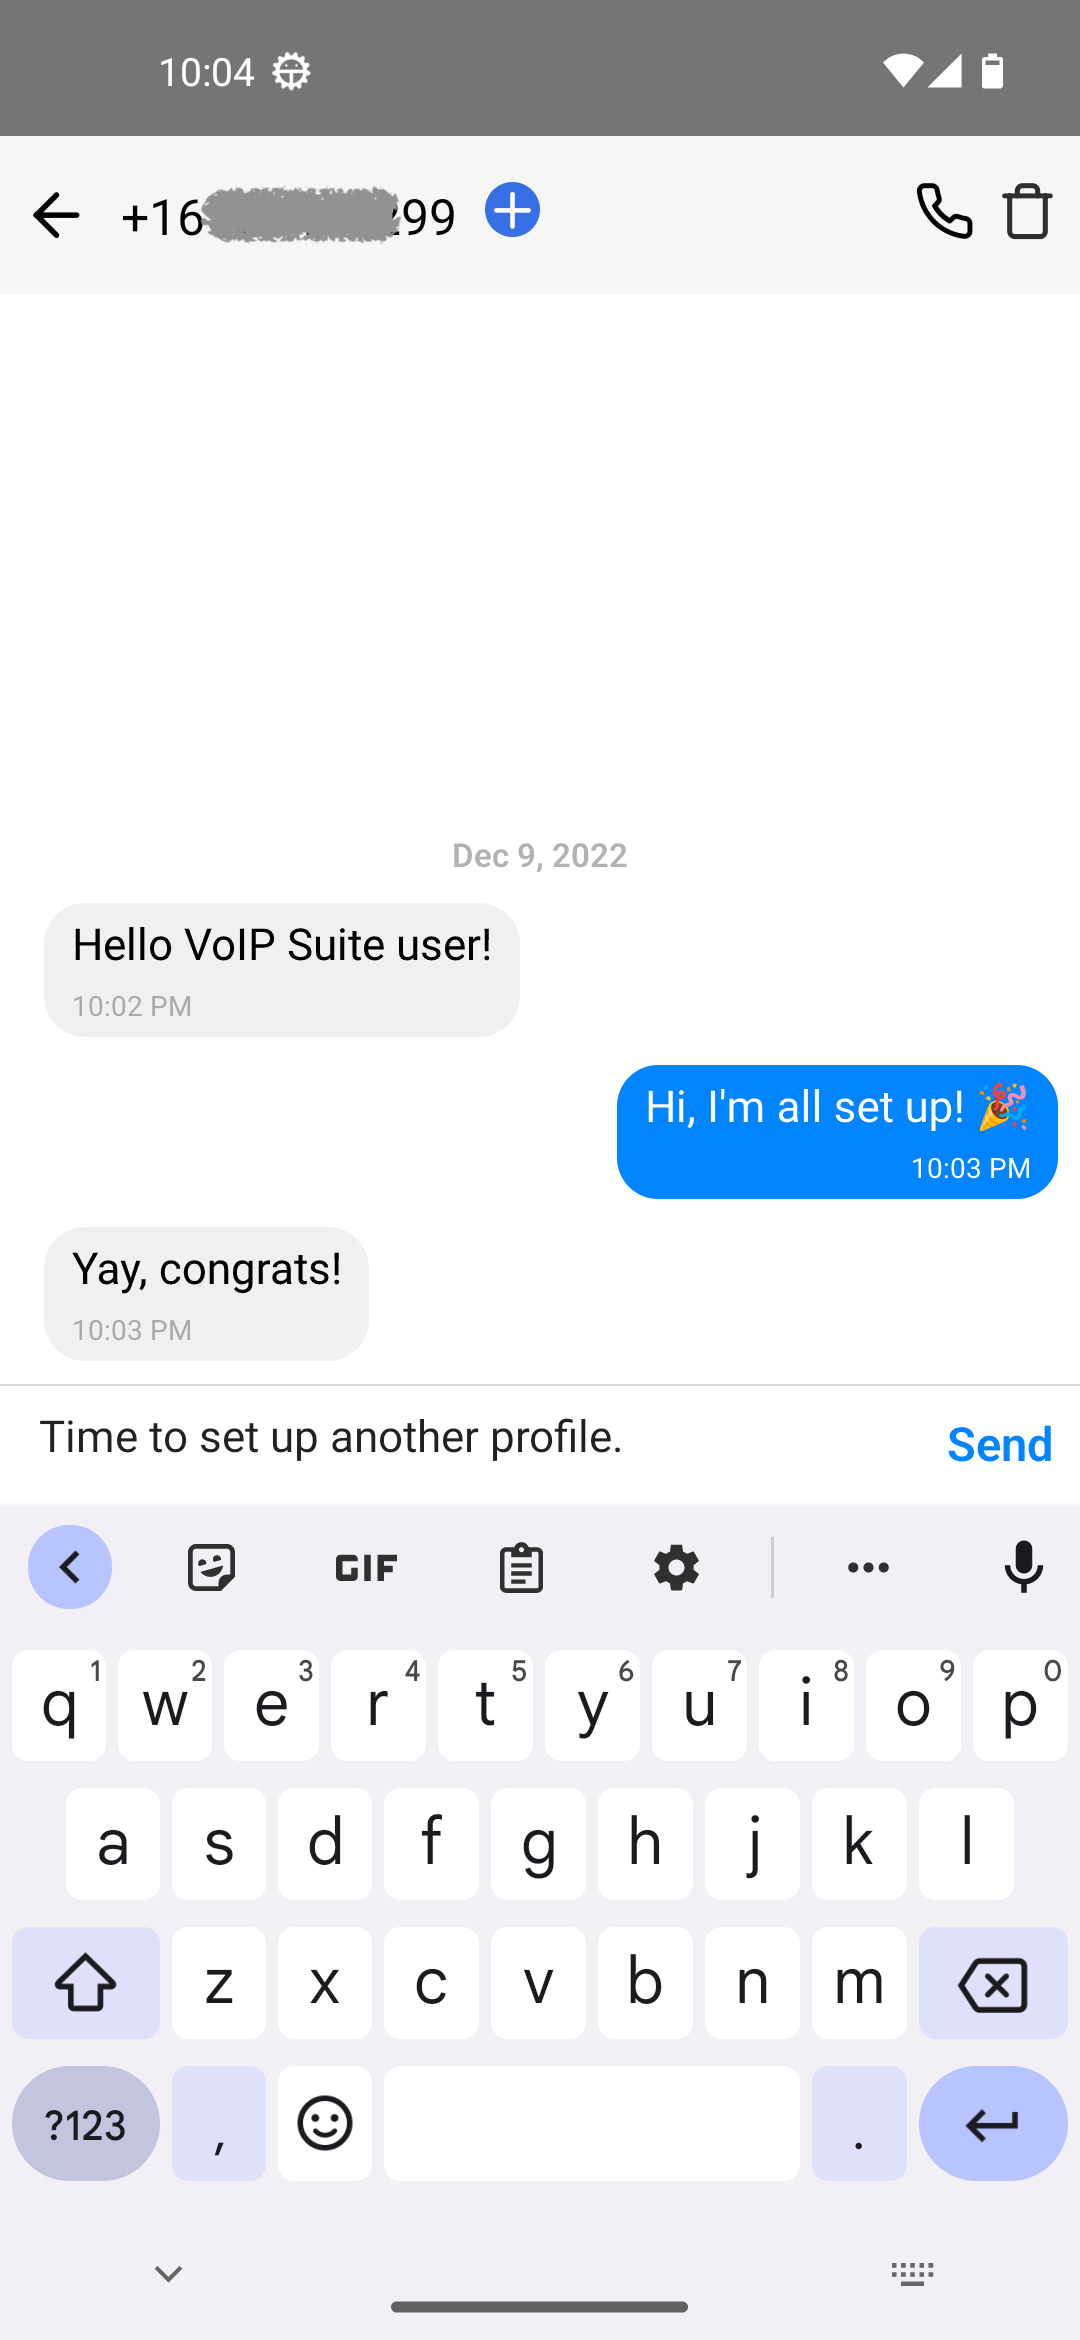 10:04
+16 299
Dec 9, 2022
Hello VoIP Suite user!
10:02 PM
Hi, I'm all set up! 🎉
10:03 PM
Yay, congrats!
10:03 PM
Time to set up another profile.
Send
GIF
q 1 w 2 e 3 r 4 t 5 y 6 u 7 i 8 o 9 p 0
a s d f g h j k l
z x c v b n m
?123 , .